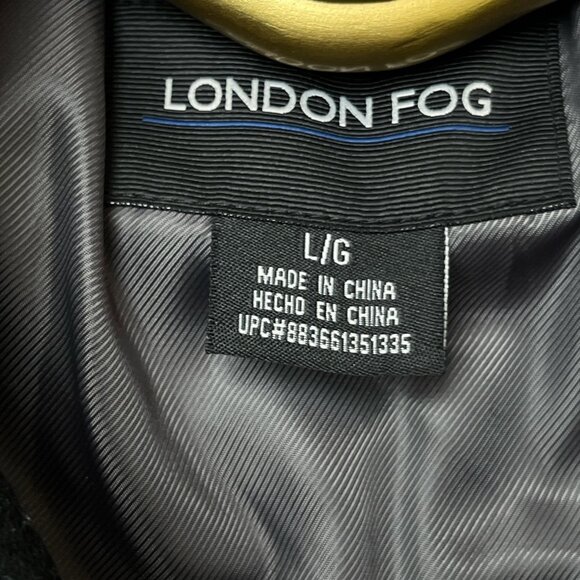 LONDON FOG
L/G
MADE IN CHINA
HECHO EN CHINA
UPC#883661351335